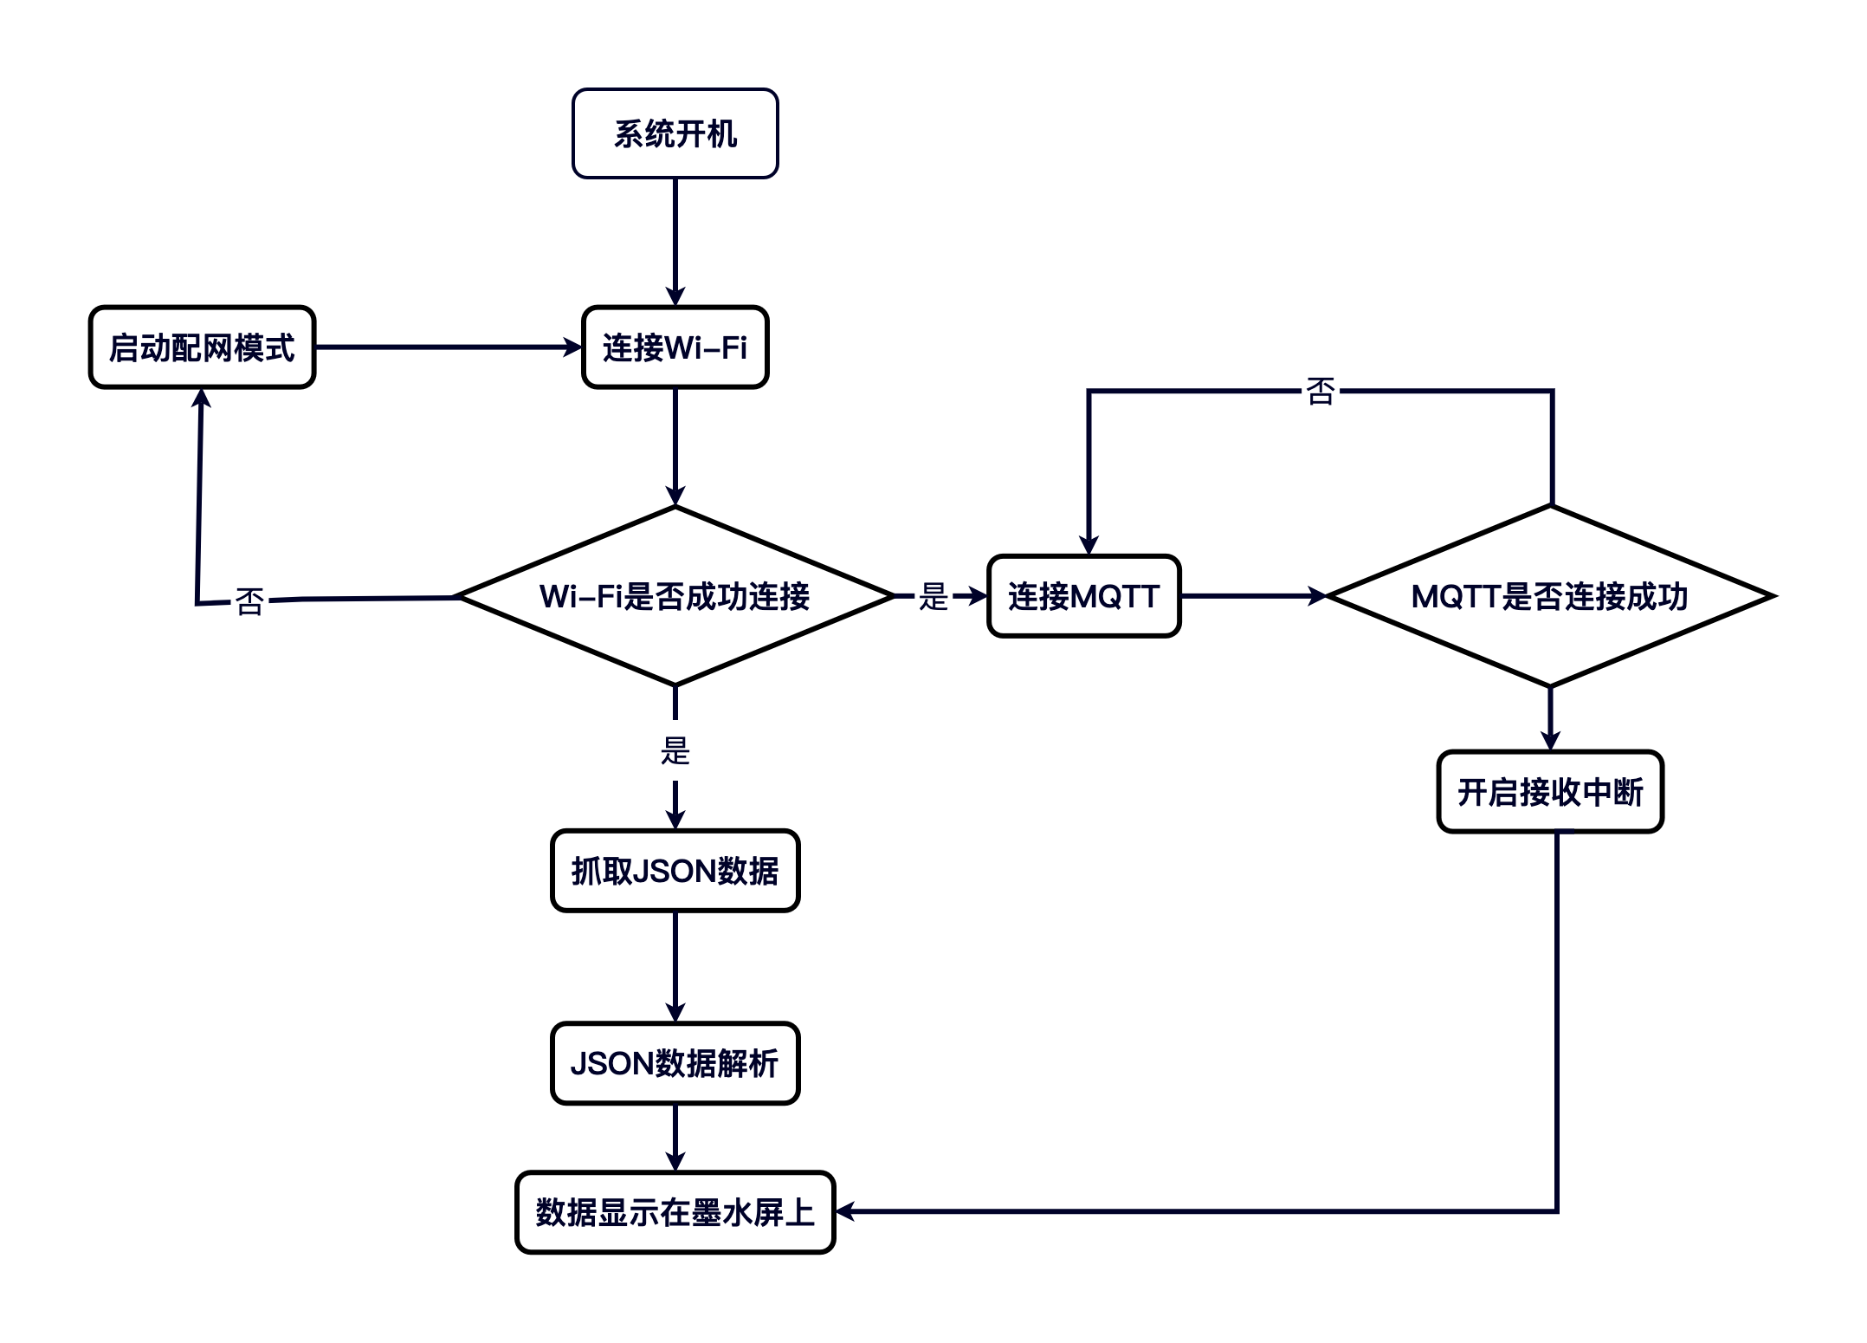 系统开机
启动配网模式
连接Wi-Fi
否
Wi-Fi是否成功连接
是
连接MQTT
MQTT是否连接成功
否
是
开启接收中断
抓取JSON数据
JSON数据解析
数据显示在墨水屏上